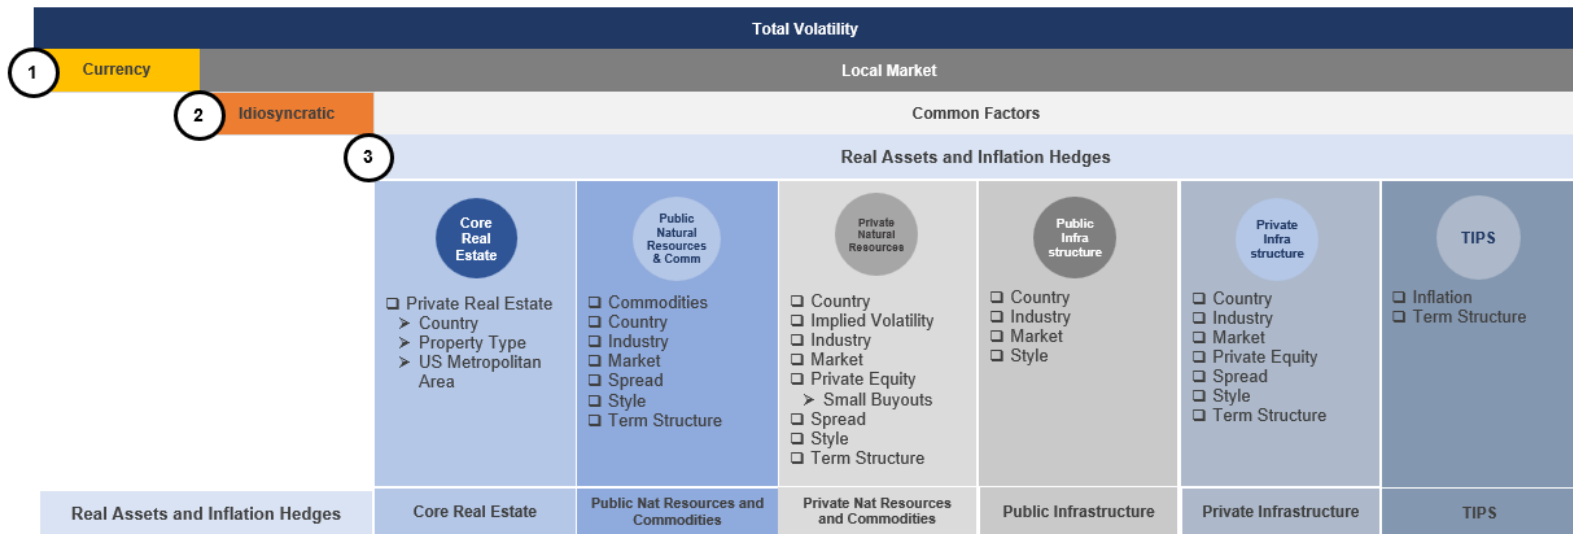 Total Volatility
1
Currency
Local Market
2
Idiosyncratic
Common Factors
3
Real Assets and Inflation Hedges
Core
Real
Estate
Private Real Estate
Country
Property Type
US Metropolitan
Area
Public
Natural
Resources
& Comm
Commodities
Country
Industry
Market
Spread
Style
Term Structure
Private
Natural
Resources
Country
Implied Volatility
Industry
Market
Private Equity
Small Buyouts
Spread
Style
Term Structure
Public
Infra
structure
Country
Industry
Market
Style
Private
Infra
structure
Country
Industry
Market
Private Equity
Spread
Style
Term Structure
TIPS
Inflation
Term Structure
Real Assets and Inflation Hedges
Core Real Estate
Public Nat Resources and
Commodities
Private Nat Resources
and Commodities
Public Infrastructure
Private Infrastructure
TIPS